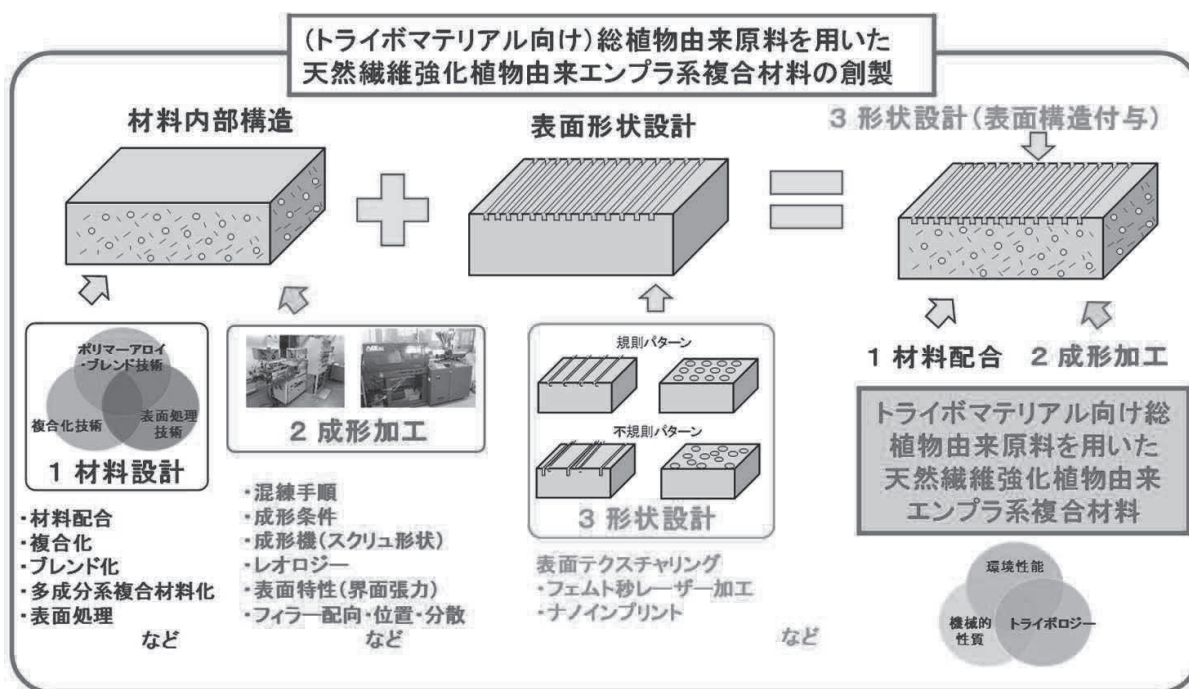 (トライボマテリアル向け)総植物由来原料を用いた
天然繊維強化植物由来エンプラ系複合材料の創製
材料内部構造
表面形状設計
3 形状設計(表面構造付与)
ポリマーアロイ
・ブレンド技術
複合化技術
表面処理
技術
1 材料設計
・材料配合
・複合化
・ブレンド化
・多成分系複合材料化
・表面処理
など
2 成形加工
・混練手順
・成形条件
・成形機(スクリュ形状)
・レオロジー
・表面特性(界面張力)
・フィラー配向・位置・分散
など
規則パターン
不規則パターン
3 形状設計
表面テクスチャリング
・フェムト秒レーザー加工
・ナノインプリント
など
1 材料配合
2 成形加工
トライボマテリアル向け総
植物由来原料を用いた
天然繊維強化植物由来
エンプラ系複合材料
環境性能
機械的
性質
トライボロジー